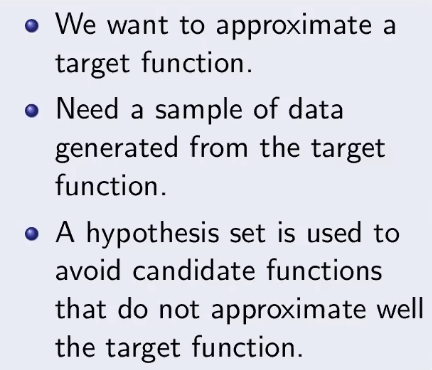 We want to approximate a
target function.
Need a sample of data
generated from the target
function.
A hypothesis set is used to
avoid candidate functions
that do not approximate well
the target function.